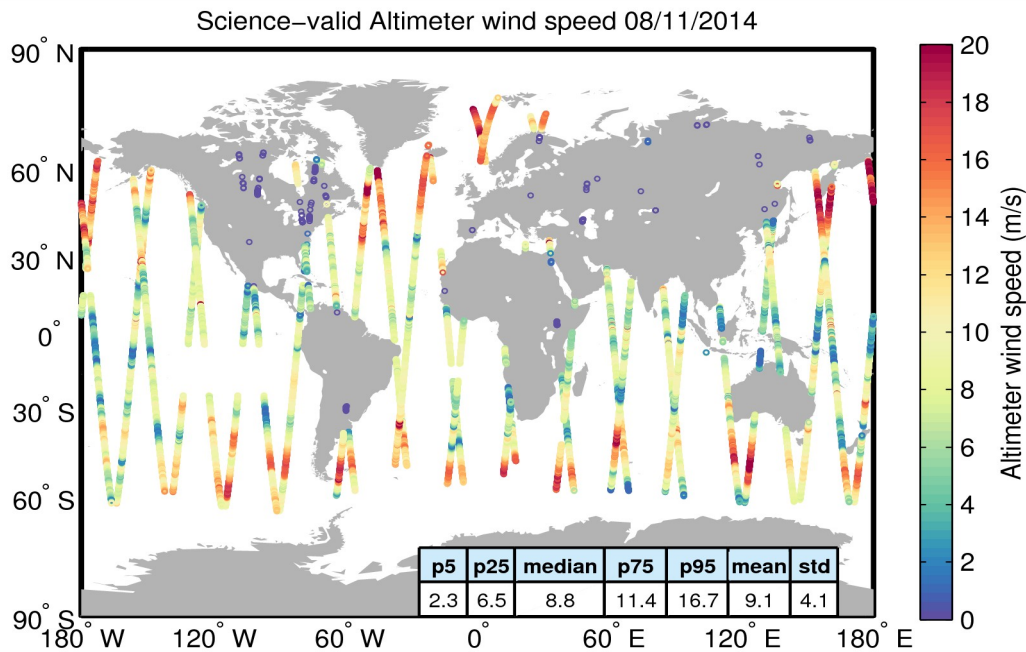 Science−valid Altimeter wind speed 08/11/2014
90° N
60° N
30° N
0°
30° S
60° S
90° S
180° W
120° W
60° W
0°
60° E
120° E
180° E
p5 p25 median p75 p95 mean std
2.3 6.5 8.8 11.4 16.7 9.1 4.1
20
18
16
14
12
10
8
6
4
2
0
Altimeter wind speed (m/s)